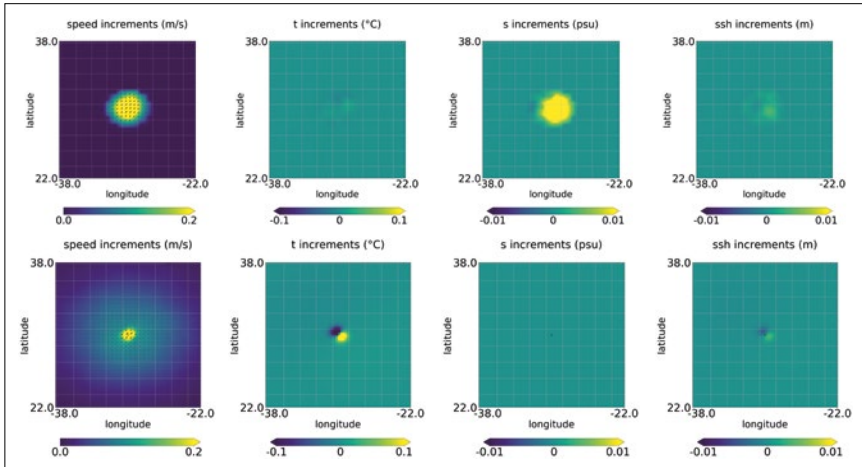 speed increments (m/s) t increments (°C) s increments (psu) ssh increments (m)
38.0 38.0 38.0 38.0
latitude latitude latitude latitude
22.0 22.0 22.0 22.0
-38.0 -22.0 -38.0 -22.0 -38.0 -22.0 -38.0 -22.0
longitude longitude longitude longitude
0.0 0.2 -0.1 0 0.1 -0.01 0 0.01 -0.01 0 0.01
speed increments (m/s) t increments (°C) s increments (psu) ssh increments (m)
38.0 38.0 38.0 38.0
latitude latitude latitude latitude
22.0 22.0 22.0 22.0
-38.0 -22.0 -38.0 -22.0 -38.0 -22.0 -38.0 -22.0
longitude longitude longitude longitude
0.0 0.2 -0.1 0 0.1 -0.01 0 0.01 -0.01 0 0.01